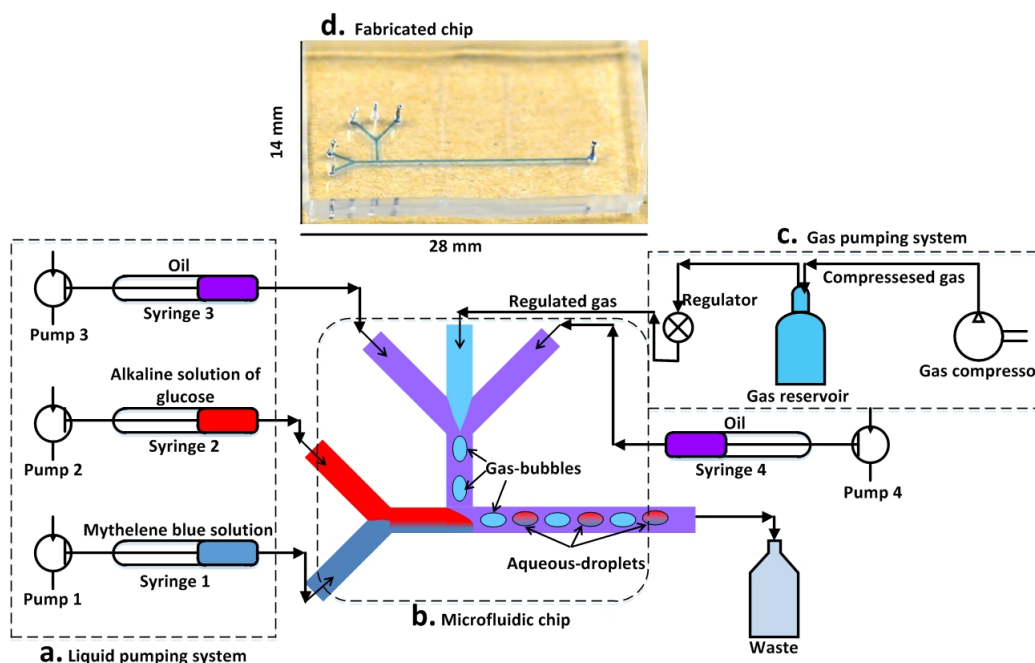 d. Fabricated chip
14 mm
28 mm
c. Gas pumping system
Oil
Syringe 3
Pump 3
Regulated gas
Regulator
Compressesed gas
Gas compresso
Gas reservoir
Alkaline solution of
glucose
Syringe 2
Pump 2
Oil
Syringe 4
Pump 4
Gas-bubbles
Mythelene blue solution
Syringe 1
Pump 1
Aqueous-droplets
b. Microfluidic chip
Waste
a. Liquid pumping system